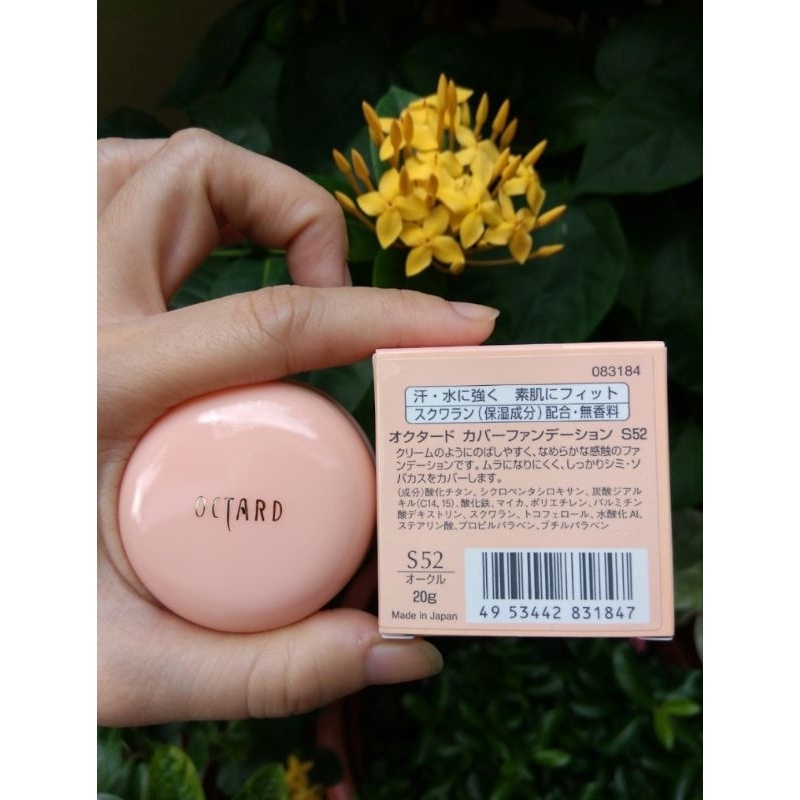 OCTARD
083184
汗・水に強く 素肌にフィット
スクワラン(保湿成分)配合・無香料
オクタード カバーファンデーション S52
クリームのようにのばしやすく、なめらかな感触のファ
ンデーションです。ムラになりにくく、しっかりシミ・ソ
バカスをカバーします。
(成分)酸化チタン、シクロペンタシロキサン、炭酸ジアル
キル(C14, 15)、酸化鉄、マイカ、ポリエチレン、パルミチン
酸デキストリン、スクワラン、トコフェロール、水酸化Al、
ステアリン酸、プロピルパラベン、ブチルパラベン
S52
オークル
20g
Made in Japan
49 53442 831847